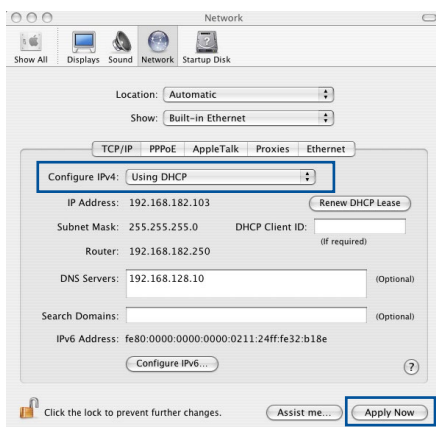 Network
Show All Displays Sound Network Startup Disk
Location: Automatic
Show: Built-in Ethernet
TCP/IP PPPoE AppleTalk Proxies Ethernet
Configure IPv4: Using DHCP
IP Address: 192.168.182.103 Renew DHCP Lease
Subnet Mask: 255.255.255.0 DHCP Client ID:
(If required)
Router: 192.168.182.250
DNS Servers: 192.168.128.10 (Optional)
Search Domains: (Optional)
IPv6 Address: fe80:0000:0000:0000:0211:24ff:fe32:b18e
Configure IPv6... ?
Click the lock to prevent further changes. Assist me... Apply Now